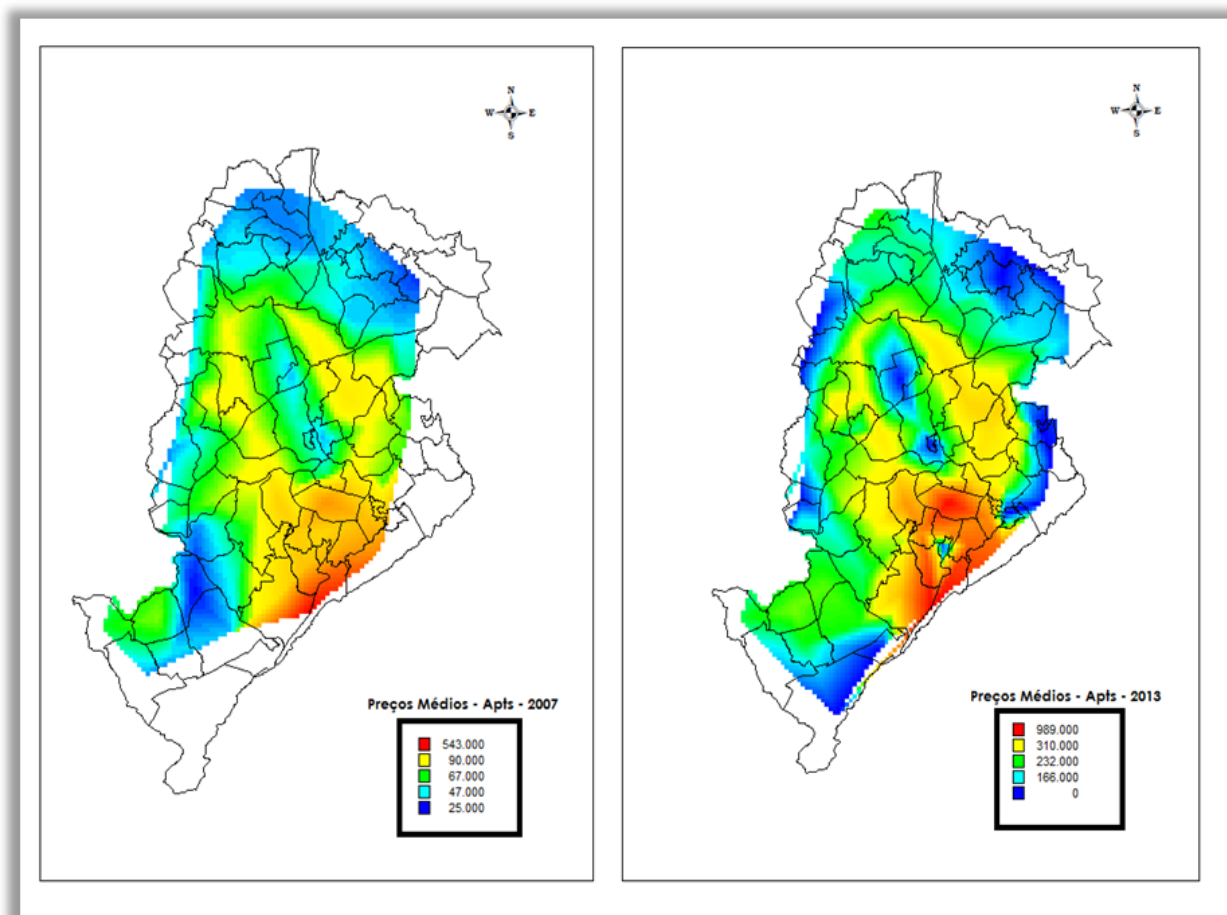 N
W E
S
Preços Médios - Apts - 2007
543.000
90.000
67.000
47.000
25.000
N
W E
S
Preços Médios - Apts - 2013
989.000
310.000
232.000
166.000
0